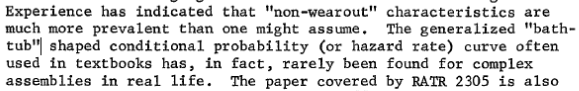 Experience has indicated that "non-wearout" characteristics are
much more prevalent than one might assume. The generalized "bath-
tub" shaped conditional probability (or hazard rate) curve often
used in textbooks has, in fact, rarely been found for complex
assemblies in real life. The paper covered by RATR 2305 is also